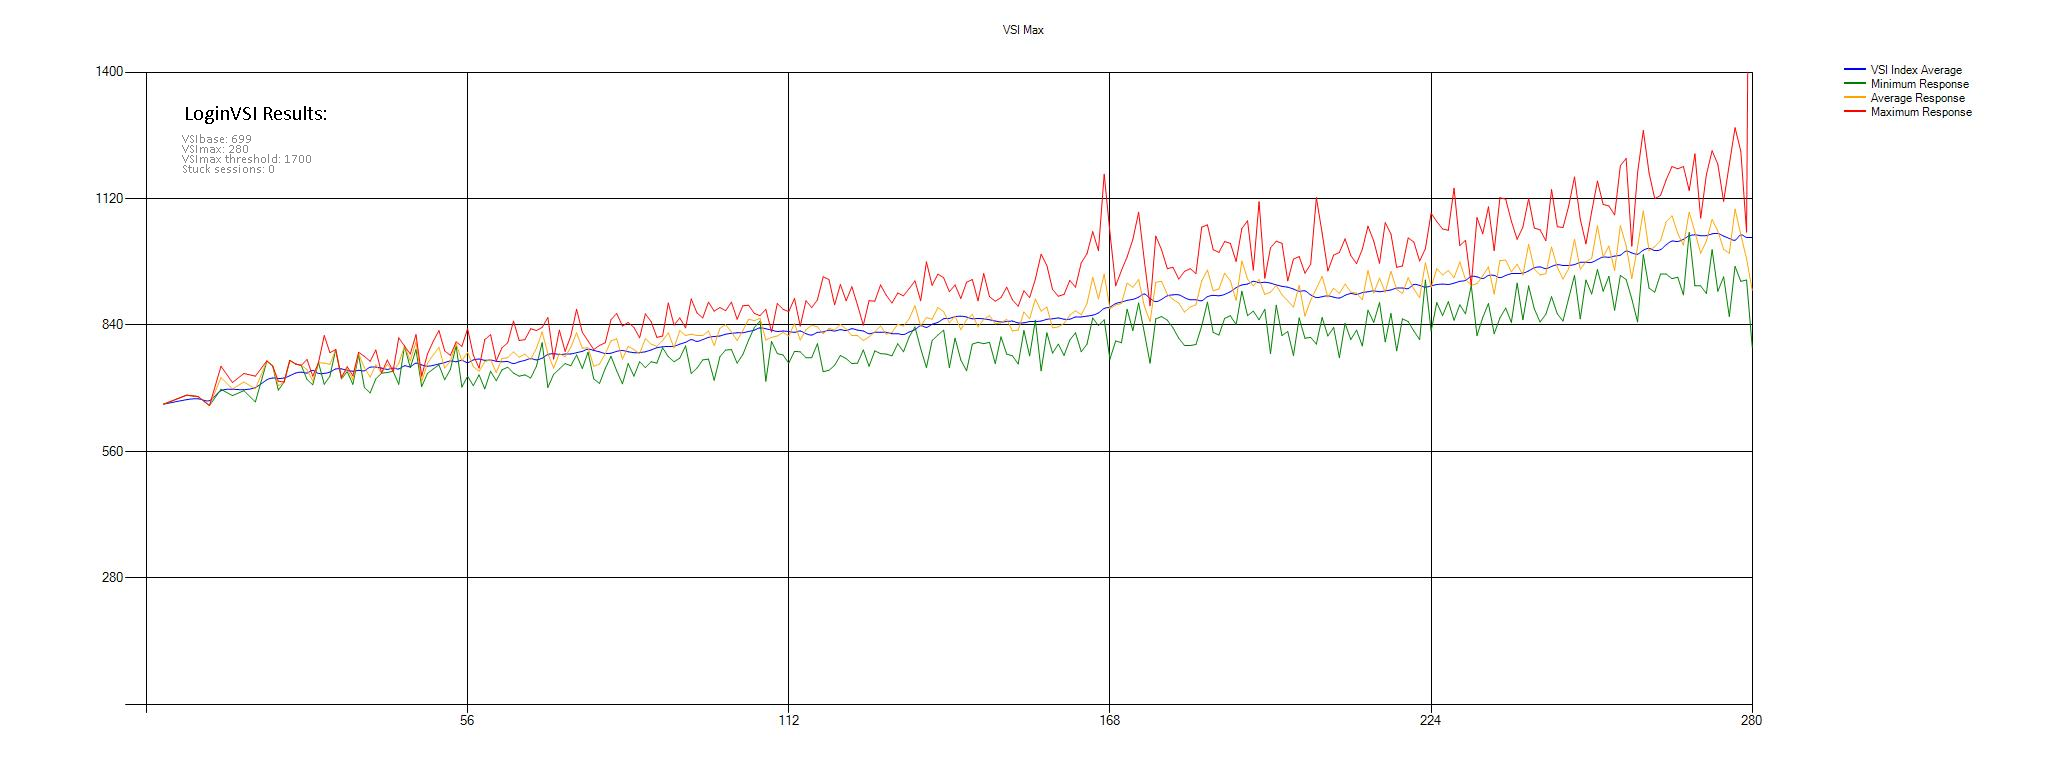 VSI Max
1400
1120
840
560
280
56
112
168
224
280
LoginVSI Results:
VSIbase: 699
VSImax: 280
VSImax threshold: 1700
Stuck sessions: 0
VSI Index Average
Minimum Response
Average Response
Maximum Response